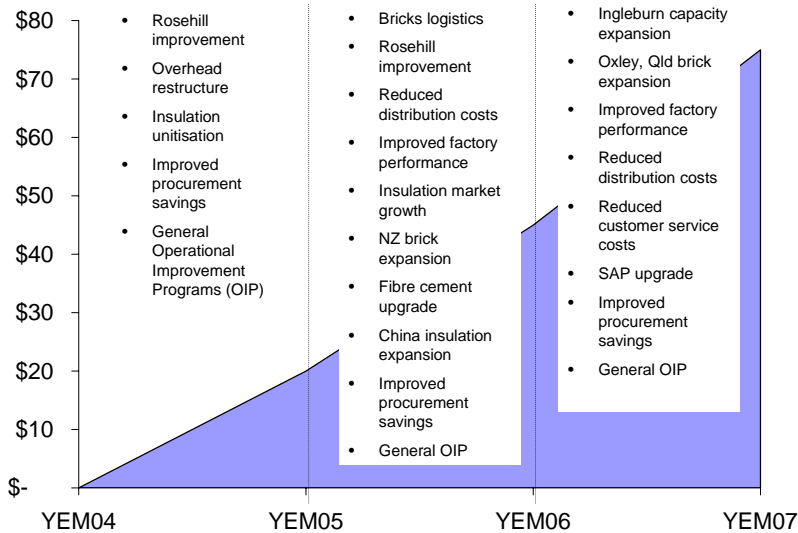 $80
$70
$60
$50
$40
$30
$20
$10
$-
• Rosehill
improvement
• Overhead
restructure
• Insulation
unitisation
• Improved
procurement
savings
• General
Operational
Improvement
Programs (OIP)
• Bricks logistics
• Rosehill
improvement
• Reduced
distribution costs
• Improved factory
performance
• Insulation market
growth
• NZ brick
expansion
• Fibre cement
upgrade
• China insulation
expansion
• Improved
procurement
savings
• General OIP
• Ingleburn capacity
expansion
• Oxley, Qld brick
expansion
• Improved factory
performance
• Reduced
distribution costs
• Reduced
customer service
costs
• SAP upgrade
• Improved
procurement
savings
• General OIP
YEM04 YEM05 YEM06 YEM07